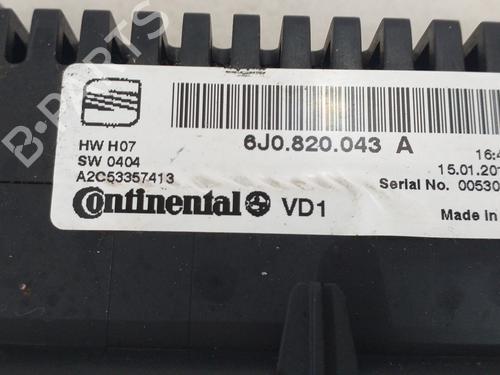 B-PARTS
6J0.820.043 A
HW H07
SW 0404
A2C53357413
16:4
15.01.201
Serial No. 00530
Continental VD1
Made in